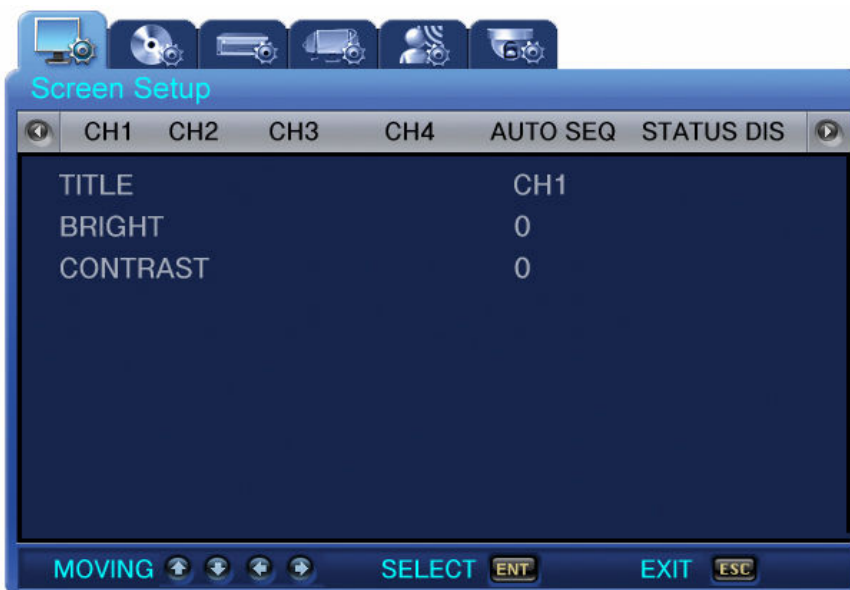 Screen Setup
CH1 CH2 CH3 CH4 AUTO SEQ STATUS DIS
TITLE CH1
BRIGHT 0
CONTRAST 0
MOVING SELECT ENT EXIT ESC